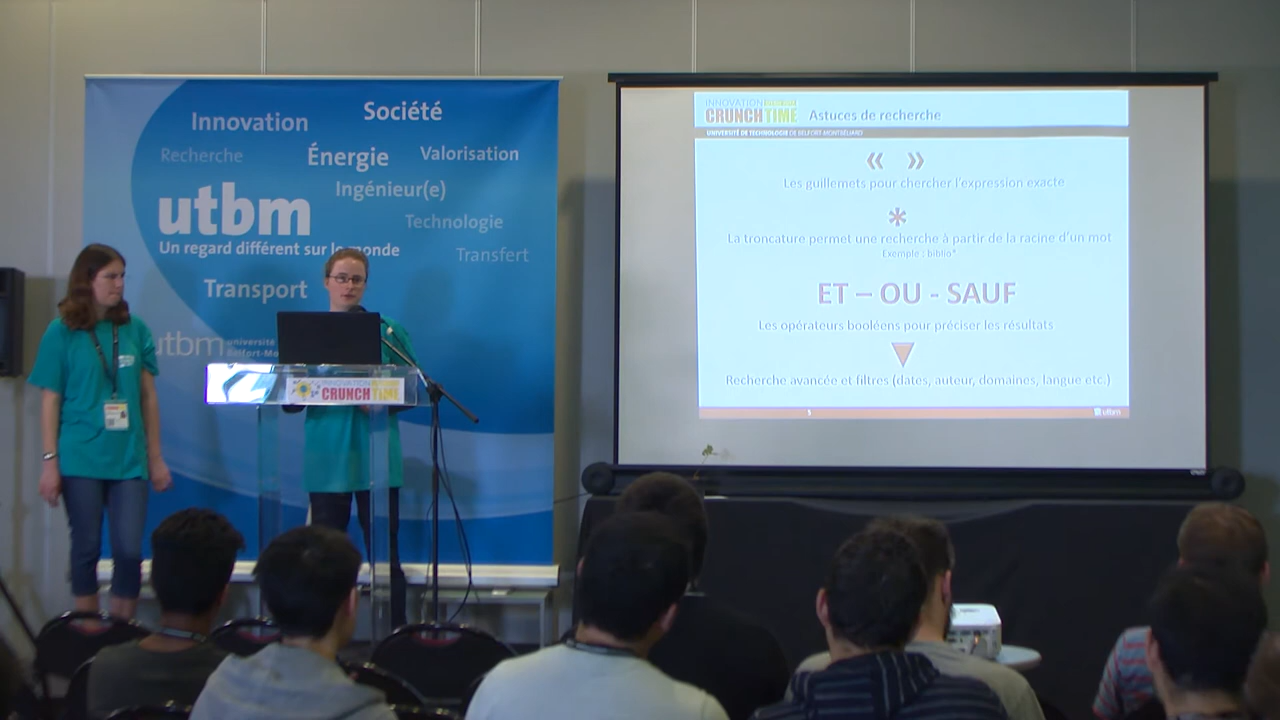 Société
Innovation
Recherche
Énergie
Valorisation
Ingénieur(e)
utbm
Technologie
Un regard différent sur le monde
Transfert
Transport
utbm université
INNOVATION
CRUNCH TIME
INNOVATION
CRUNCH TIME
Astuces de recherche
UNIVERSITÉ DE TECHNOLOGIE DE BELFORT-MONTBÉLIARD
« »
Les guillemets pour chercher l'expression exacte
*
La troncature permet une recherche à partir de la racine d'un mot
Exemple : biblio*
ET – OU - SAUF
Les opérateurs booléens pour préciser les résultats
Recherche avancée et filtres (dates, auteur, domaines, langue etc.)
utbm